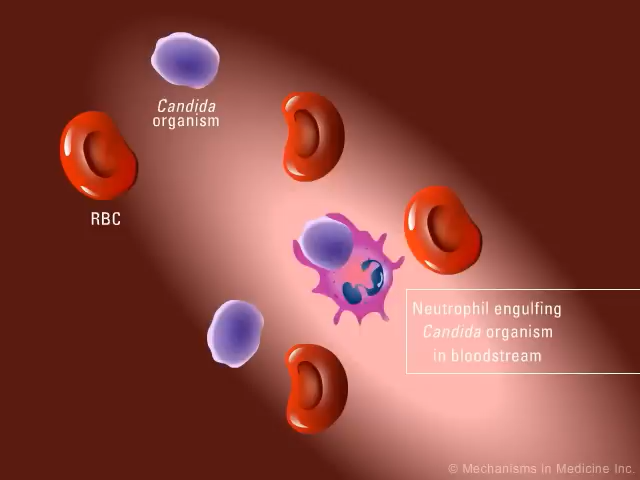 Candida
organism
RBC
Neutrophil engulfing
Candida organism
in bloodstream
© Mechanisms in Medicine Inc.